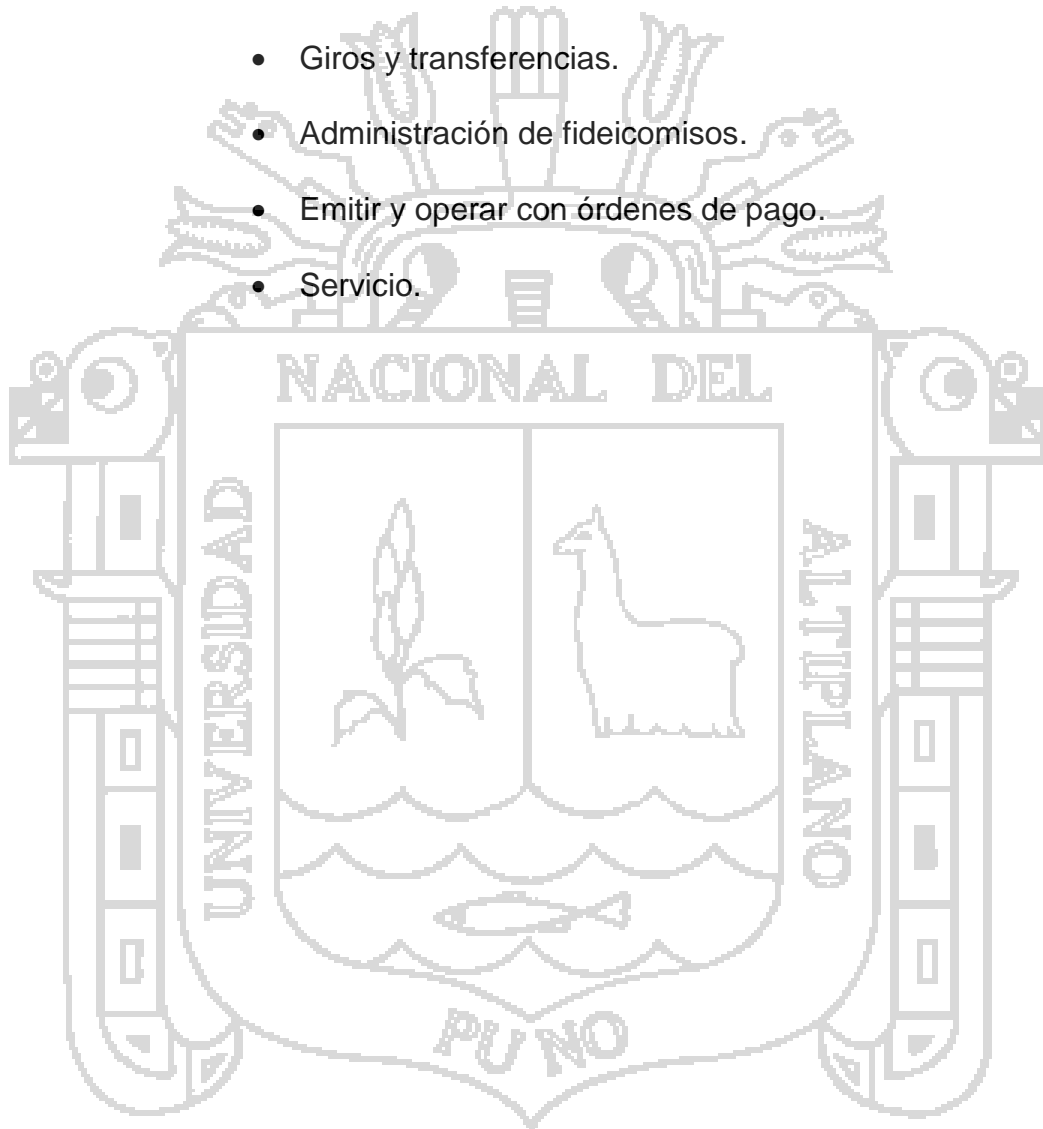 • Giros y transferencias.
• Administración de fideicomisos.
• Emitir y operar con órdenes de pago.
• Servicio.
NACIONAL DEL
UNIVERSIDAD
ALTIPLANO
PUNO